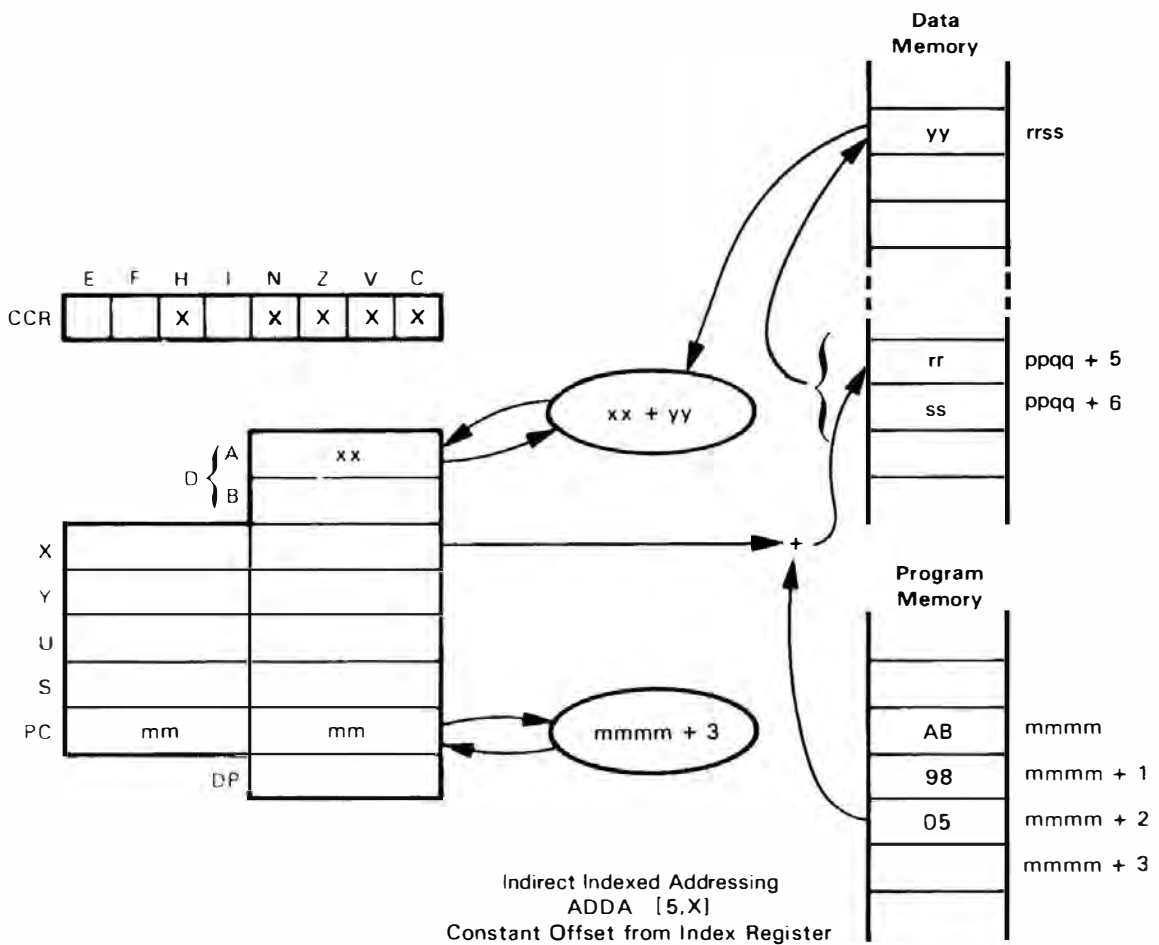 Data
Memory
yy rrss
E F H I N Z V C
CCR X X X X X
rr ppqq + 5
ss ppqq + 6
xx + yy
D { A xx
B
X
+
Y
U
S
PC mm mm
mmmm + 3
DP
Program
Memory
AB mmmm
98 mmmm + 1
05 mmmm + 2
mmmm + 3
Indirect Indexed Addressing
ADDA [5,X]
Constant Offset from Index Register